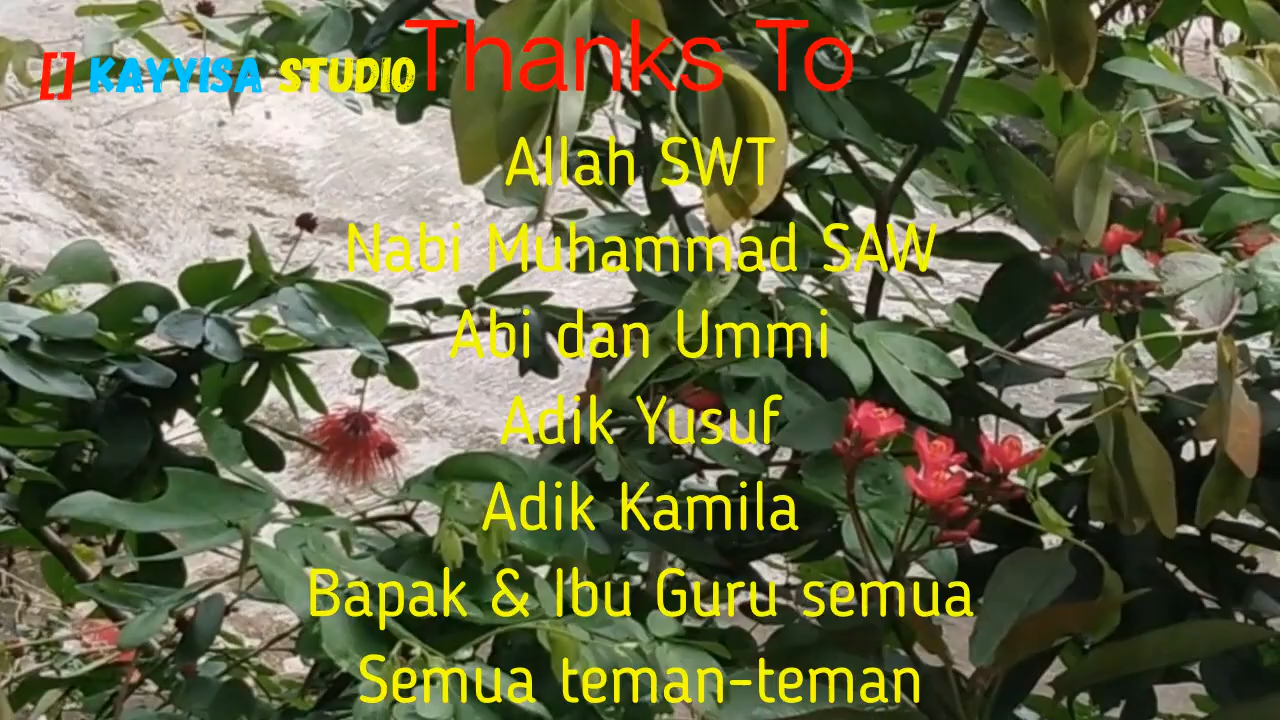 Thanks To
[] KAYYISA STUDIO
Allah SWT
Nabi Muhammad SAW
Abi dan Ummi
Adik Yusuf
Adik Kamila
Bapak & Ibu Guru semua
Semua teman-teman